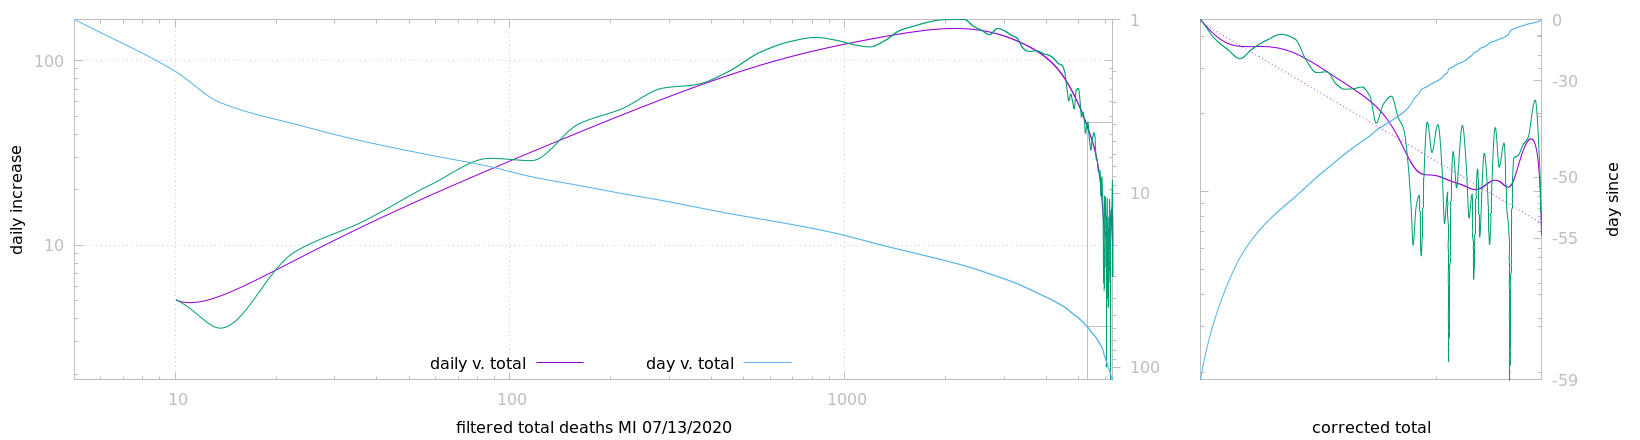 daily increase
100
10
daily v. total
day v. total
1
10
100
10
100
1000
filtered total deaths MI 07/13/2020
0
-30
-50
-55
-59
day since
corrected total